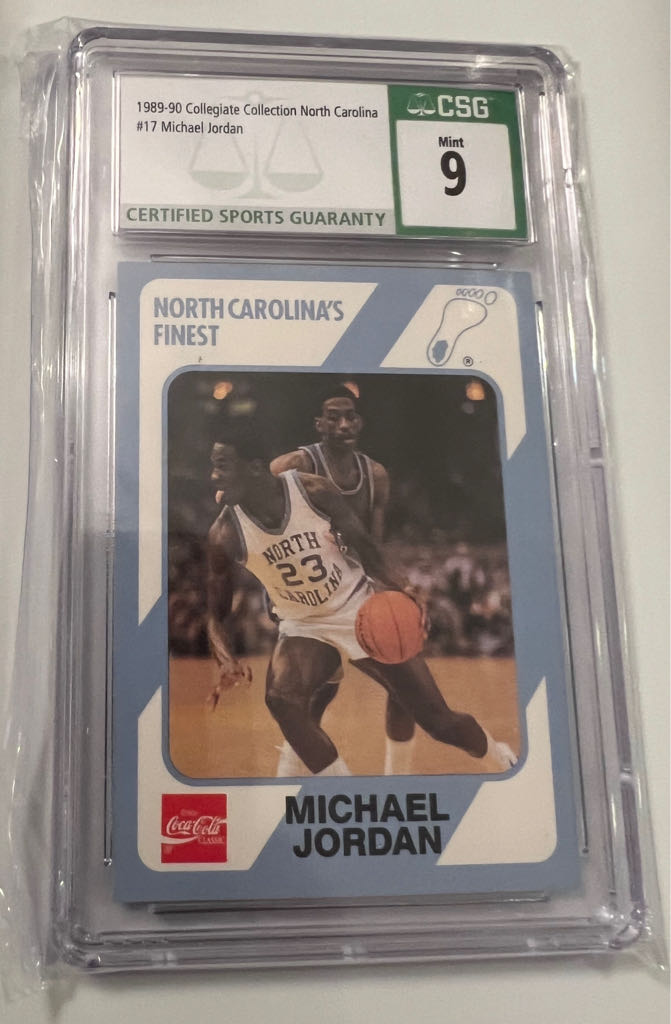 1989-90 Collegiate Collection North Carolina
#17 Michael Jordan
CERTIFIED SPORTS GUARANTY
CSG
Mint
9
NORTH CAROLINA'S
FINEST
®
NORTH
23
CAROLINA
Coca-Cola
CLASSIC
MICHAEL
JORDAN